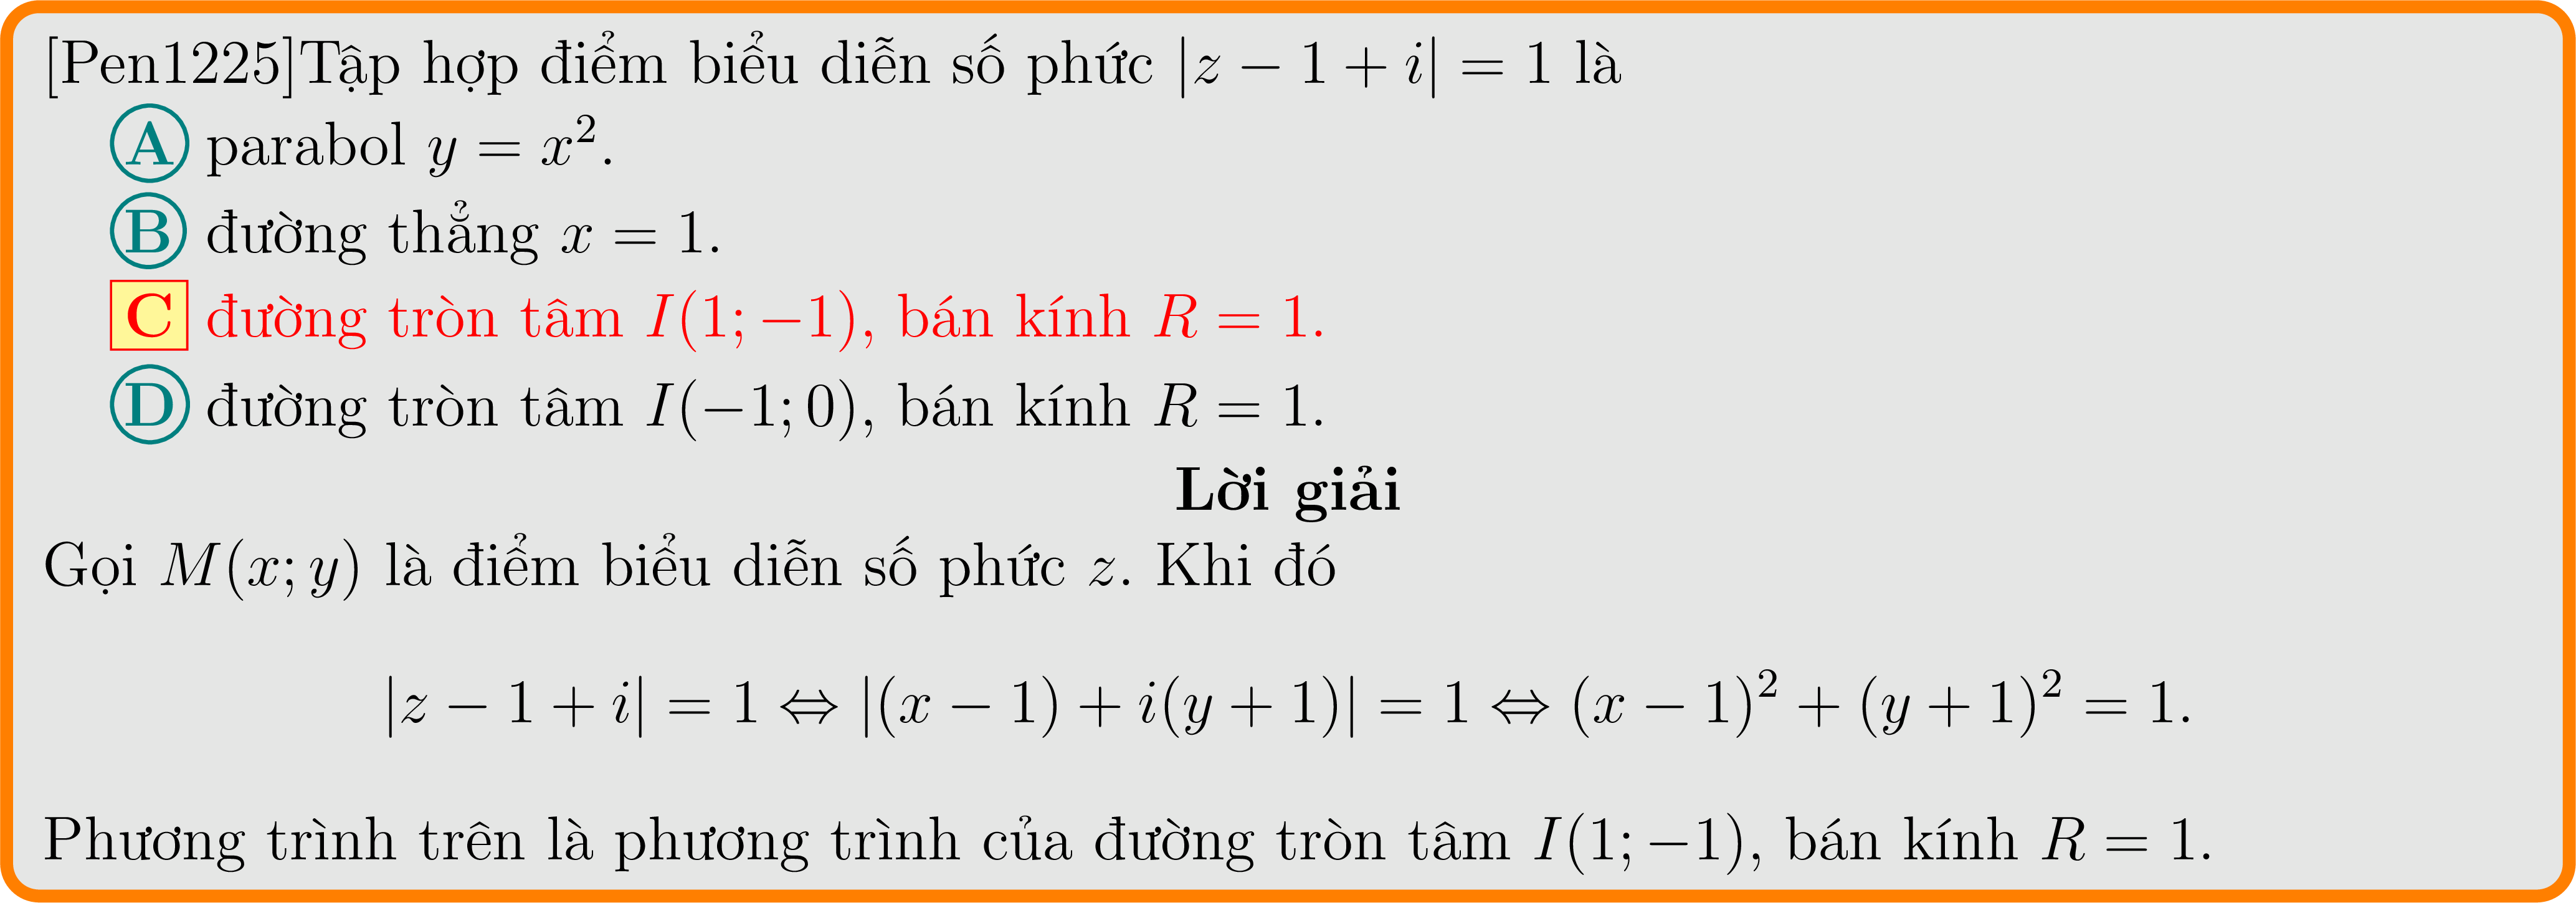 [Pen1225]Tập hợp điểm biểu diễn số phức |z − 1 + i| = 1 là
A parabol y = x².
B đường thẳng x = 1.
C đường tròn tâm I(1; −1), bán kính R = 1.
D đường tròn tâm I(−1; 0), bán kính R = 1.
Lời giải
Gọi M(x; y) là điểm biểu diễn số phức z. Khi đó
|z − 1 + i| = 1 ⇔ |(x − 1) + i(y + 1)| = 1 ⇔ (x − 1)² + (y + 1)² = 1.
Phương trình trên là phương trình của đường tròn tâm I(1; −1), bán kính R = 1.